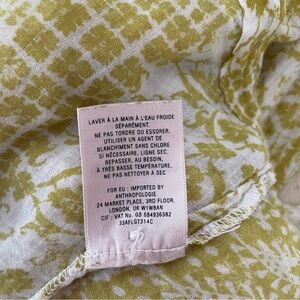 LAVER À LA MAIN À L'EAU FROIDE
SÉPARÉMENT.
NE PAS TORDRE OU ESSORER,
UTILISER UN AGENT DE
BLANCHIMENT SANS CHLORE
SI NÉCESSAIRE, LIGNE SEC,
REPASSER, AU BESOIN,
À TRÈS BASSE TEMPÉRATURE,
NE PAS NETTOYER À SEC
FOR EU : IMPORTED BY
ANTHROPOLOGIE
24 MARKET PLACE, 3RD FLOOR,
LONDON UK W1W8AN
CIF : VAT No. GB 884936382
33AFLGT314C